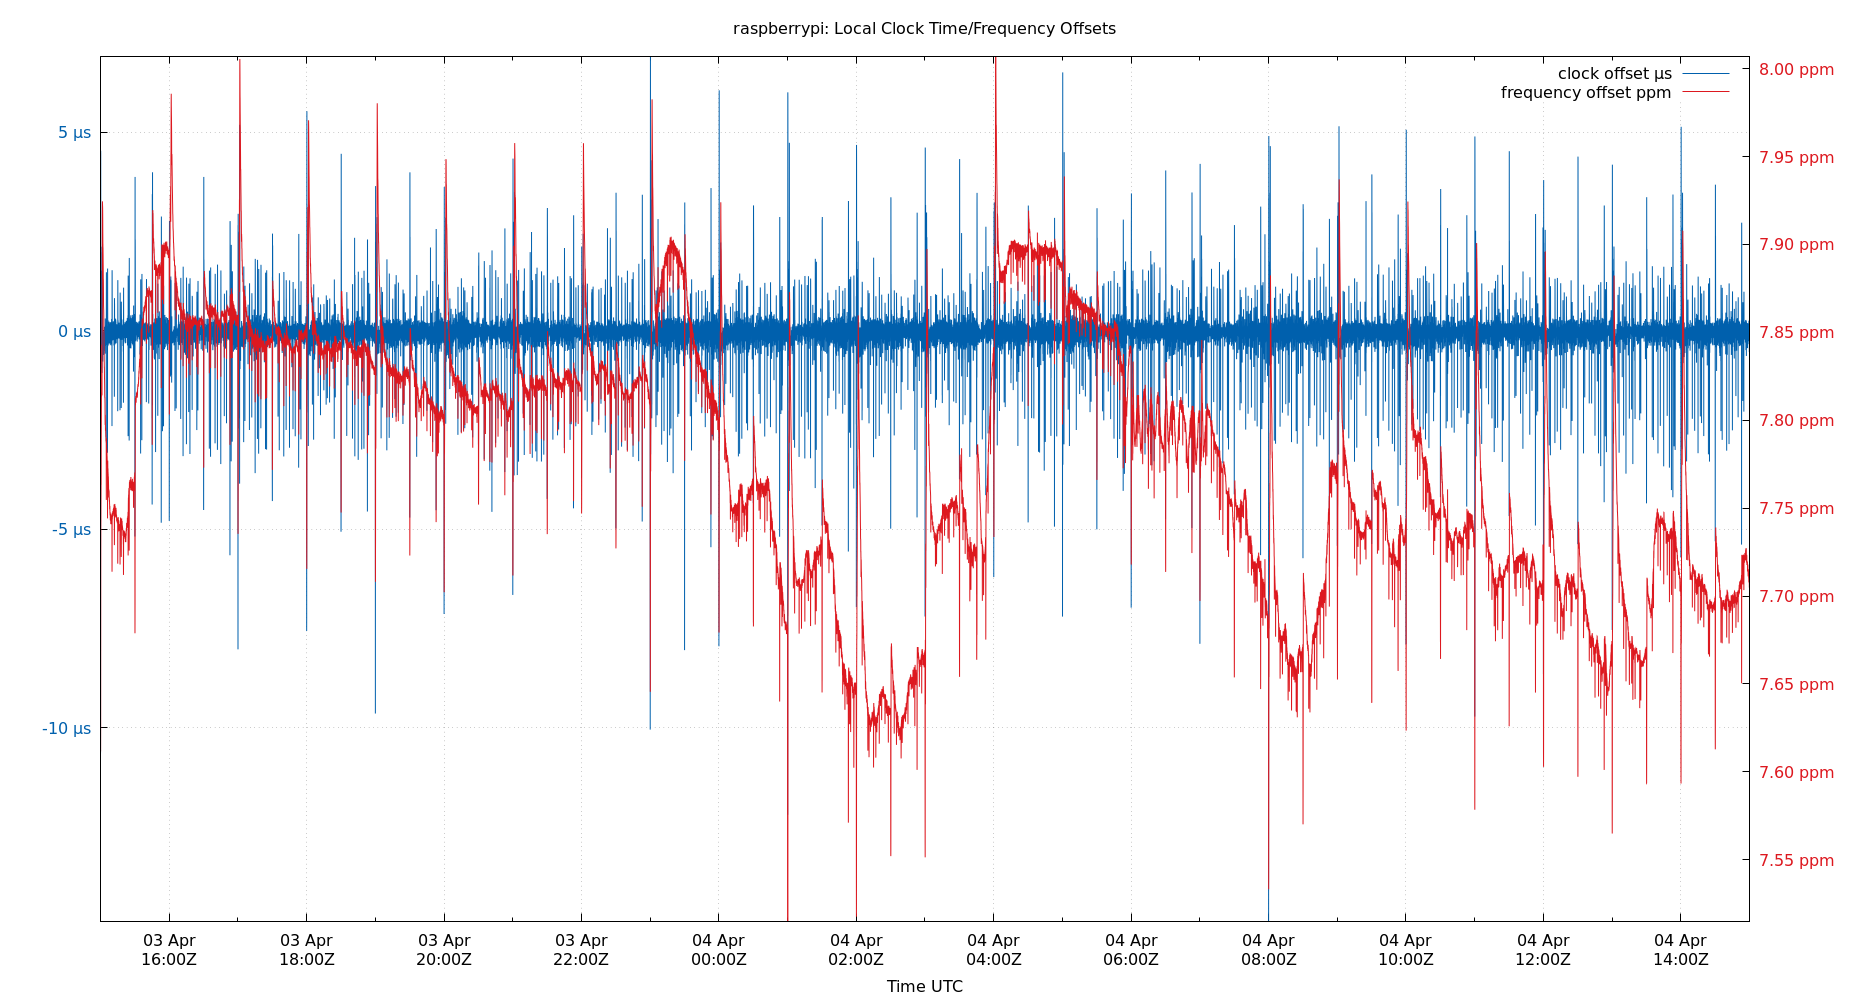 raspberrypi: Local Clock Time/Frequency Offsets
clock offset µs
frequency offset ppm
5 µs
0 µs
-5 µs
-10 µs
8.00 ppm
7.95 ppm
7.90 ppm
7.85 ppm
7.80 ppm
7.75 ppm
7.70 ppm
7.65 ppm
7.60 ppm
7.55 ppm
03 Apr
16:00Z
03 Apr
18:00Z
03 Apr
20:00Z
03 Apr
22:00Z
04 Apr
00:00Z
04 Apr
02:00Z
04 Apr
04:00Z
04 Apr
06:00Z
04 Apr
08:00Z
04 Apr
10:00Z
04 Apr
12:00Z
04 Apr
14:00Z
Time UTC